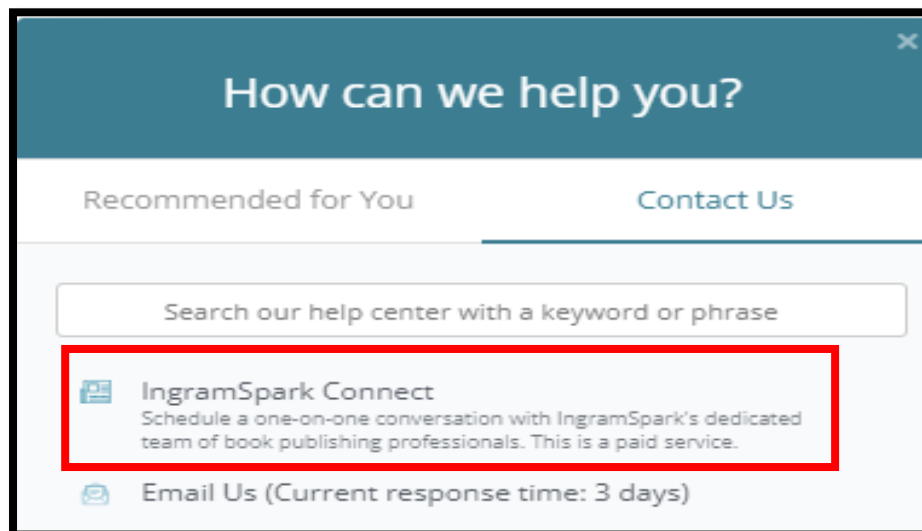 How can we help you?
Recommended for You
Contact Us
Search our help center with a keyword or phrase
IngramSpark Connect
Schedule a one-on-one conversation with IngramSpark's dedicated
team of book publishing professionals. This is a paid service.
Email Us (Current response time: 3 days)